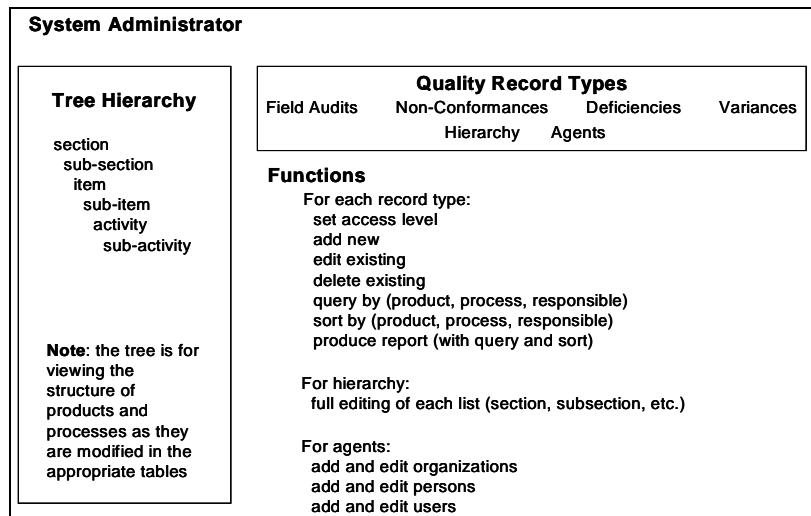 System Administrator
Tree Hierarchy
section
sub-section
item
sub-item
activity
sub-activity
Note: the tree is for
viewing the
structure of
products and
processes as they
are modified in the
appropriate tables
Quality Record Types
Field Audits Non-Conformances Deficiencies Variances
Hierarchy Agents
Functions
For each record type:
set access level
add new
edit existing
delete existing
query by (product, process, responsible)
sort by (product, process, responsible)
produce report (with query and sort)
For hierarchy:
full editing of each list (section, subsection, etc.)
For agents:
add and edit organizations
add and edit persons
add and edit users